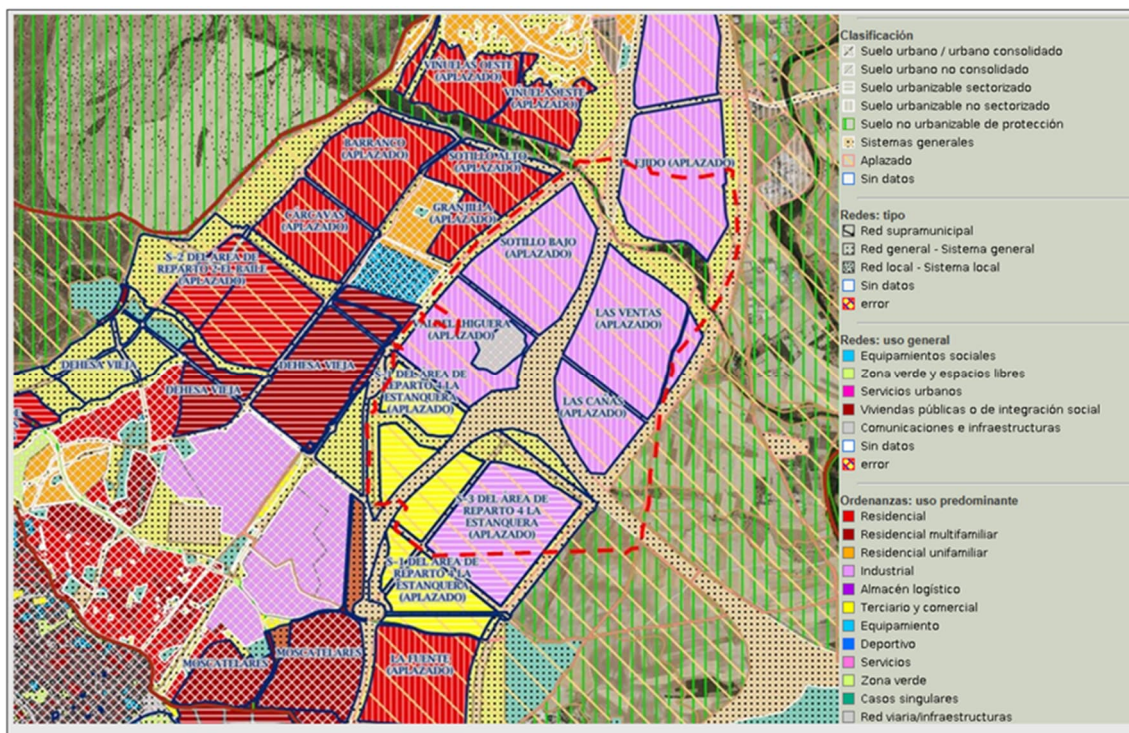 VIÑUELAS OESTE
(APLAZADO)
VIÑUELAS ESTE
(APLAZADO)
BARRANCO
(APLAZADO)
SOTILLO ALTO
(APLAZADO)
EJIDO (APLAZADO)
CARCAVAS
(APLAZADO)
GRANJILLA
(APLAZADO)
SOTILLO BAJO
(APLAZADO)
S-2 DEL AREA DE
REPARTO 2 EL BAILE
(APLAZADO)
LAS VENTAS
(APLAZADO)
VALDELAHIGUERA
(APLAZADO)
DEHESA VIEJA
DEHESA VIEJA
DEHESA VIEJA
S-1 DEL AREA DE
REPARTO 4 LA
ESTANQUERA
(APLAZADO)
LAS CAÑAS
(APLAZADO)
S-3 DEL AREA DE
REPARTO 4 LA
ESTANQUERA
(APLAZADO)
S-1 DEL AREA DE
REPARTO 4 LA
ESTANQUERA
(APLAZADO)
MOSCATELARES
MOSCATELARES
LA FUENTE
(APLAZADO)
Clasificación
Suelo urbano / urbano consolidado
Suelo urbano no consolidado
Suelo urbanizable sectorizado
Suelo urbanizable no sectorizado
Suelo no urbanizable de protección
Sistemas generales
Aplazado
Sin datos
Redes: tipo
Red supramunicipal
Red general - Sistema general
Red local - Sistema local
Sin datos
error
Redes: uso general
Equipamientos sociales
Zona verde y espacios libres
Servicios urbanos
Viviendas públicas o de integración social
Comunicaciones e infraestructuras
Sin datos
error
Ordenanzas: uso predominante
Residencial
Residencial multifamiliar
Residencial unifamiliar
Industrial
Almacén logístico
Terciario y comercial
Equipamiento
Deportivo
Servicios
Zona verde
Casos singulares
Red viaria/infraestructuras